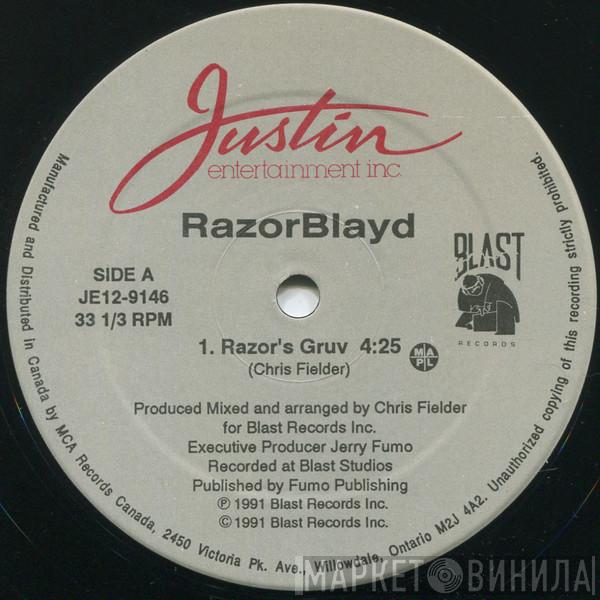 Justin
entertainment inc.
RazorBlayd
SIDE A
JE12-9146
33 1/3 RPM
BLAST
RECORDS
1. Razor's Gruv 4:25
(Chris Fielder)
MAPL
Produced Mixed and arranged by Chris Fielder
for Blast Records Inc.
Executive Producer Jerry Fumo
Recorded at Blast Studios
Published by Fumo Publishing
℗ 1991 Blast Records Inc.
© 1991 Blast Records Inc.
Manufactured and Distributed in Canada by MCA Records Canada, 2450 Victoria Pk. Ave., Willowdale, Ontario M2J 4A2. Unauthorized copying of this recording strictly prohibited.
МАРКЕТ ВИНИЛА